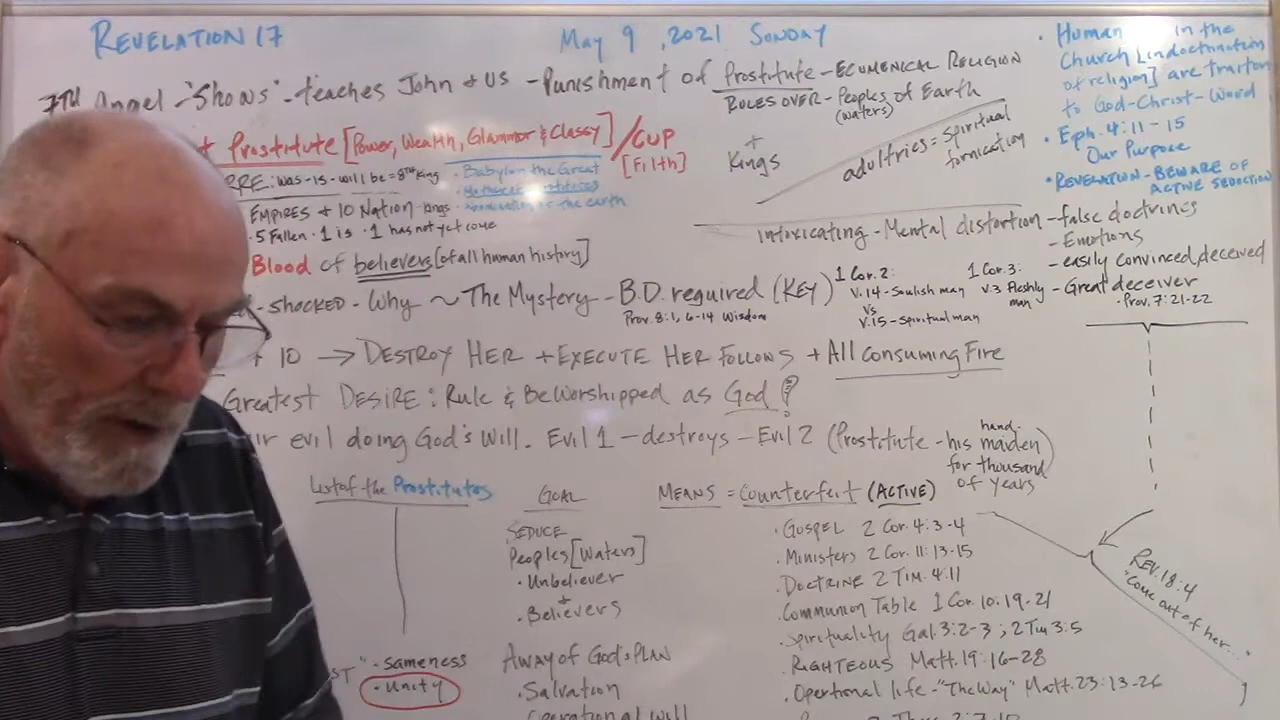 REVELATION 17
May 9, 2021 SUNDAY
7TH Angel - "Shows" - teaches John + US - Punishment of Prostitute - ECUMENICAL RELIGION
RULES OVER - Peoples of Earth
(waters)
+
Kings
adultries = spiritual
fornication
+ Prostitute [Power, Wealth, Glammor & Classy] / CUP
[Filth]
: was - is - will be = 8TH King
• Babylon the Great
of the earth
EMPIRES + 10 Nation - kings
• 5 Fallen • 1 is • 1 has not yet come
Blood of believers [of all human history]
intoxicating - Mental distortion - false doctrines
- Emotions
- easily convinced, deceived
- Great deceiver
• Prov. 7:21-22
- SHOCKED - Why ~ The Mystery - B.D. required (KEY)
Prov. 8:1, 6-14 Wisdom
1 Cor. 2:
V.14 - Soulish man
vs
V.15 - Spiritual man
1 Cor. 3:
V.3 Fleshly
man
+ 10 → DESTROY HER + EXECUTE HER FOLLOWS + All Consuming Fire
Greatest DESIRE: Rule & Be Worshipped as God?
evil doing God's Will. Evil 1 - destroys - Evil 2 (Prostitute - his hand-
maiden)
for thousand
of years
List of the Prostitutes
"• Sameness
• Unity
GOAL
SEDUCE
Peoples [Waters]
• Unbeliever
+
• Believers
AWAY of God's PLAN
• Salvation
Operational Will
MEANS = Counterfeit (ACTIVE)
• GOSPEL 2 Cor. 4:3-4
• Ministers 2 Cor. 11:13-15
• DOCTRINE 2 TIM. 4:11
• Communion Table 1 Cor. 10:19-21
• Spirituality Gal. 3:2-3; 2 Tim 3:5
• RIGHTEOUS Matt. 19:16-28
• Opertional life - "The Way" Matt. 23:13-26
REV. 18:4
"Come out of her..."
• Human in the
Church [indoctrination
of religion] are traitors
to God-Christ-Word
• Eph. 4:11-15
Our Purpose
• REVELATION - BEWARE OF
ACTIVE SEDUCTION